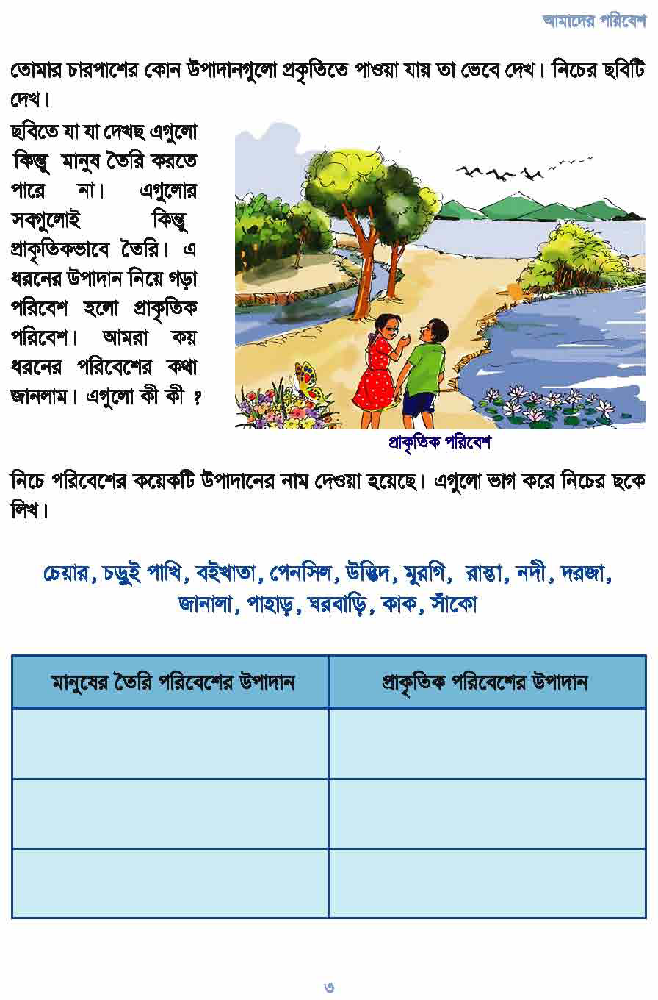 আমাদের পরিবেশ
তোমার চারপাশের কোন উপাদানগুলো প্রকৃতিতে পাওয়া যায় তা ভেবে দেখ। নিচের ছবিটি
দেখ।
ছবিতে যা যা দেখছ এগুলো
কিন্তু মানুষ তৈরি করতে
পারে না। এগুলোর
সবগুলোই কিন্তু
প্রাকৃতিকভাবে তৈরি। এ
ধরনের উপাদান নিয়ে গড়া
পরিবেশ হলো প্রাকৃতিক
পরিবেশ। আমরা কয়
ধরনের পরিবেশের কথা
জানলাম। এগুলো কী কী ?
প্রাকৃতিক পরিবেশ
নিচে পরিবেশের কয়েকটি উপাদানের নাম দেওয়া হয়েছে। এগুলো ভাগ করে নিচের ছকে
লিখ।
চেয়ার, চড়ুই পাখি, বইখাতা, পেনসিল, উদ্ভিদ, মুরগি, রাস্তা, নদী, দরজা,
জানালা, পাহাড়, ঘরবাড়ি, কাক, সাঁকো
মানুষের তৈরি পরিবেশের উপাদান
প্রাকৃতিক পরিবেশের উপাদান
৩